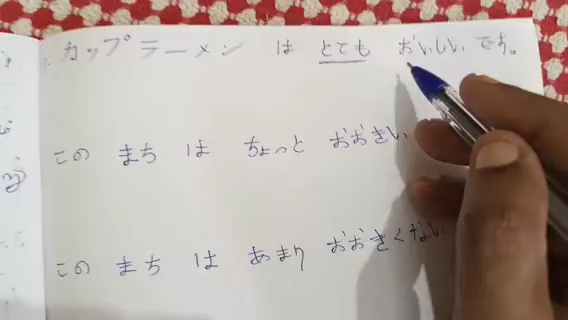 カップラーメン は とても おいしい です。
この まち は ちょっと おおきい
この まち は あまり おおきくない